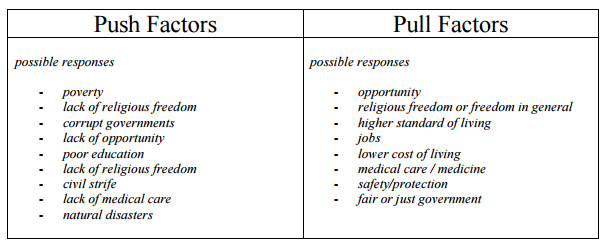 Push Factors
possible responses
- poverty
- lack of religious freedom
- corrupt governments
- lack of opportunity
- poor education
- lack of religious freedom
- civil strife
- lack of medical care
- natural disasters
Pull Factors
possible responses
- opportunity
- religious freedom or freedom in general
- higher standard of living
- jobs
- lower cost of living
- medical care / medicine
- safety/protection
- fair or just government